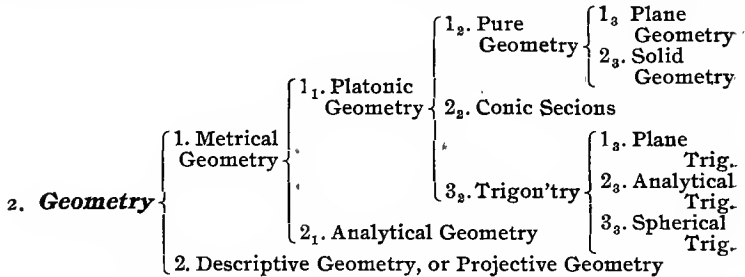 1₃ Plane
1₂. Pure
Geometry
Geometry
2₃. Solid
Geometry
1₁. Platonic
Geometry
2₂. Conic Secions
1. Metrical
Geometry
1₃. Plane
Trig.
3₂. Trigon'try
2₃. Analytical
Trig.
2. Geometry
3₃. Spherical
Trig.
2₁. Analytical Geometry
2. Descriptive Geometry, or Projective Geometry